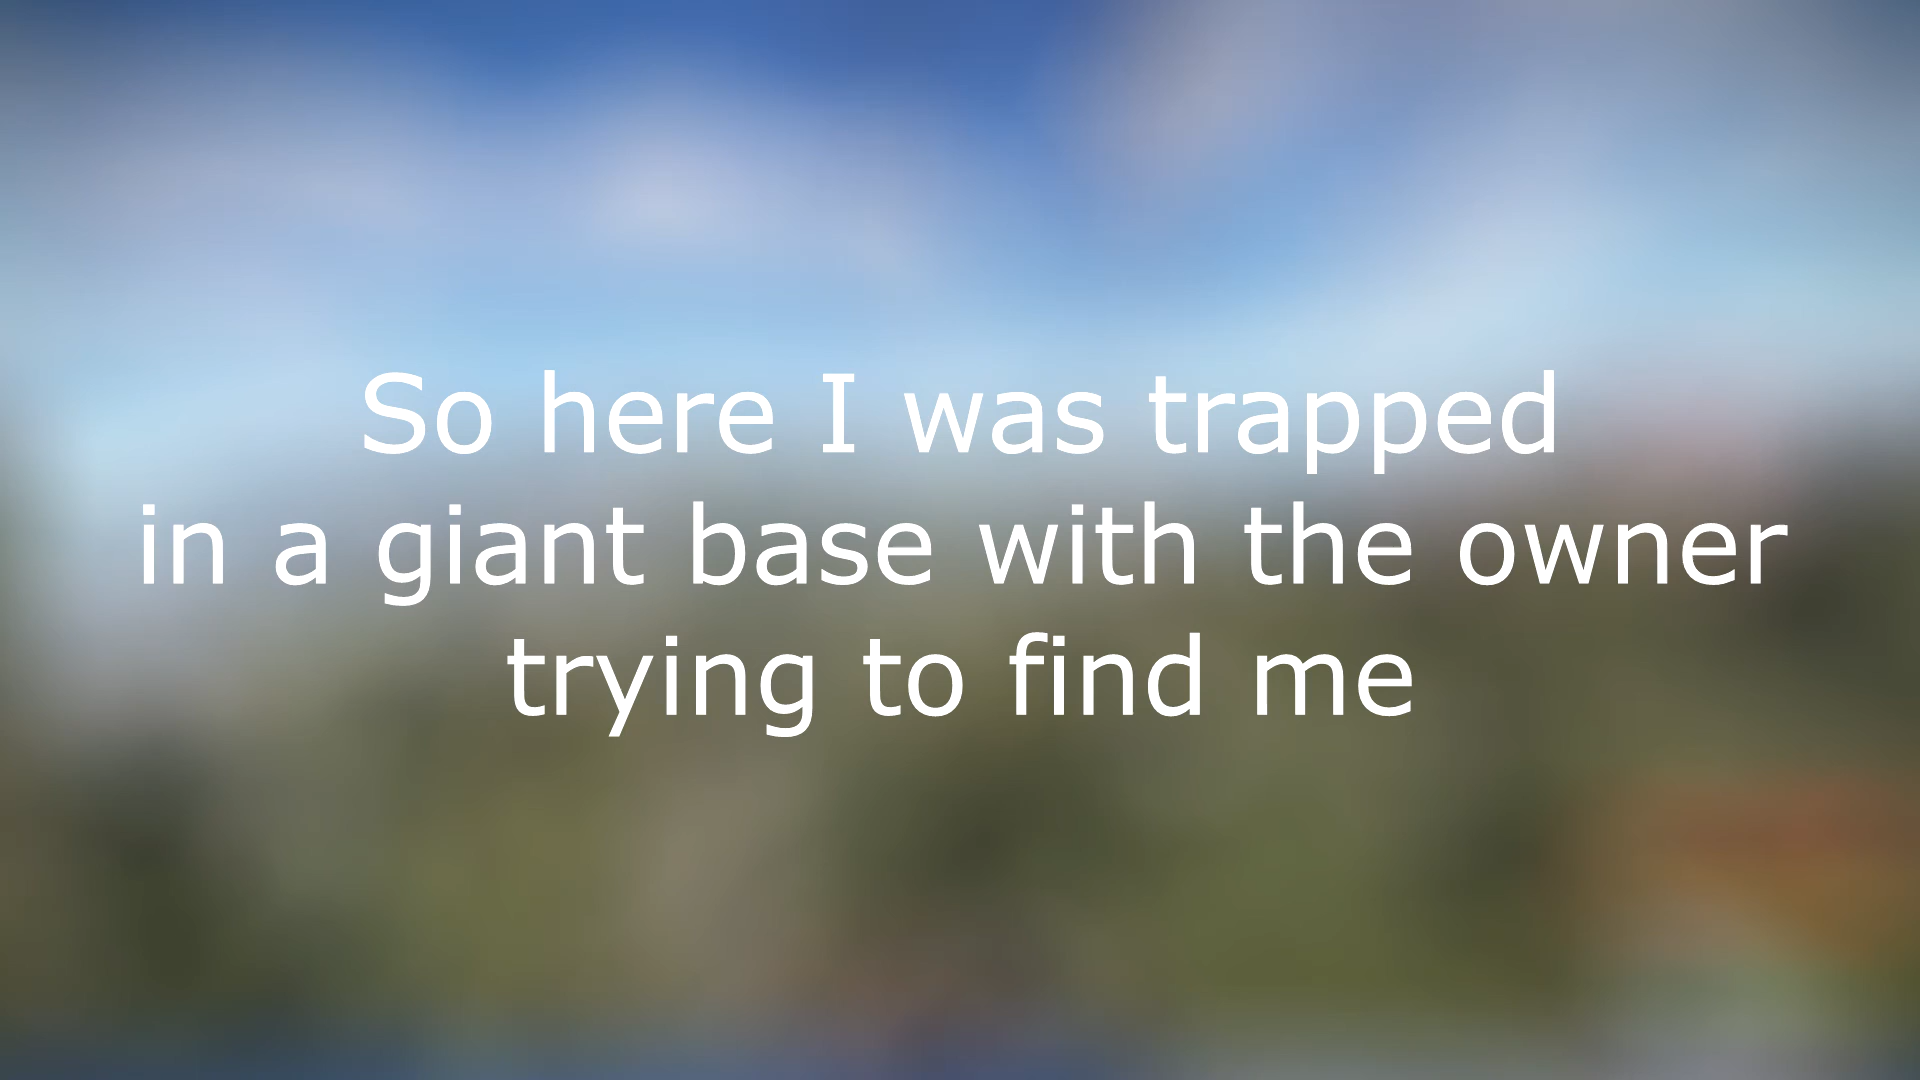 So here I was trapped
in a giant base with the owner
trying to find me